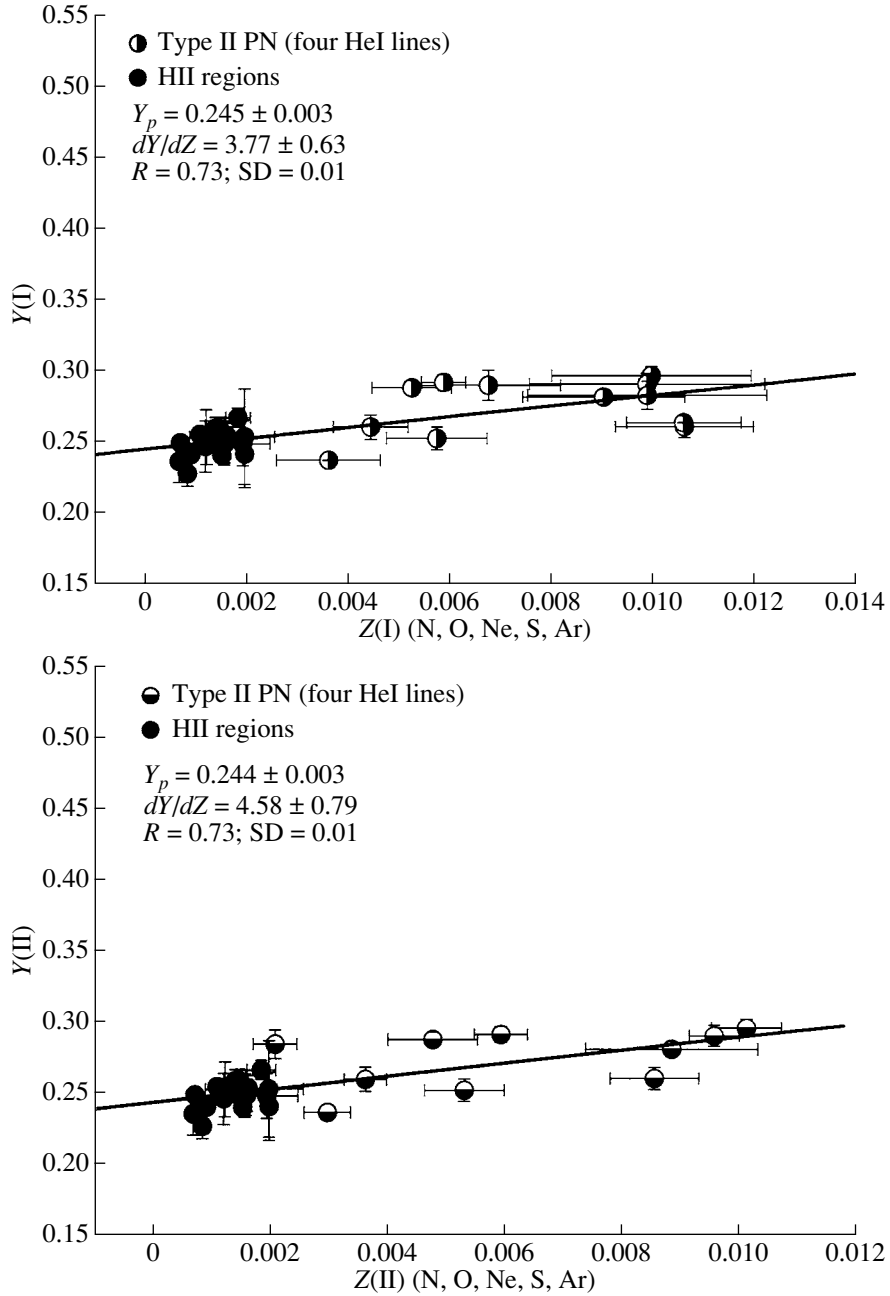 0.55
Type II PN (four HeI lines)
HII regions
0.50
Y_p = 0.245 ± 0.003
dY/dZ = 3.77 ± 0.63
0.45
R = 0.73; SD = 0.01
0.40
Y(I)
0.35
0.30
0.25
0.20
0.15
0 0.002 0.004 0.006 0.008 0.010 0.012 0.014
Z(I) (N, O, Ne, S, Ar)
0.55
Type II PN (four HeI lines)
HII regions
0.50
Y_p = 0.244 ± 0.003
dY/dZ = 4.58 ± 0.79
0.45
R = 0.73; SD = 0.01
0.40
Y(II)
0.35
0.30
0.25
0.20
0.15
0 0.002 0.004 0.006 0.008 0.010 0.012
Z(II) (N, O, Ne, S, Ar)